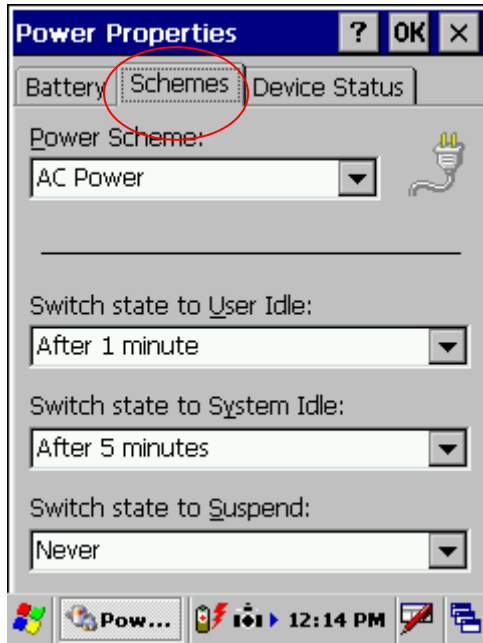 Power Properties ? OK ×
Battery Schemes Device Status
Power Scheme:
AC Power
Switch state to User Idle:
After 1 minute
Switch state to System Idle:
After 5 minutes
Switch state to Suspend:
Never
Pow... 12:14 PM